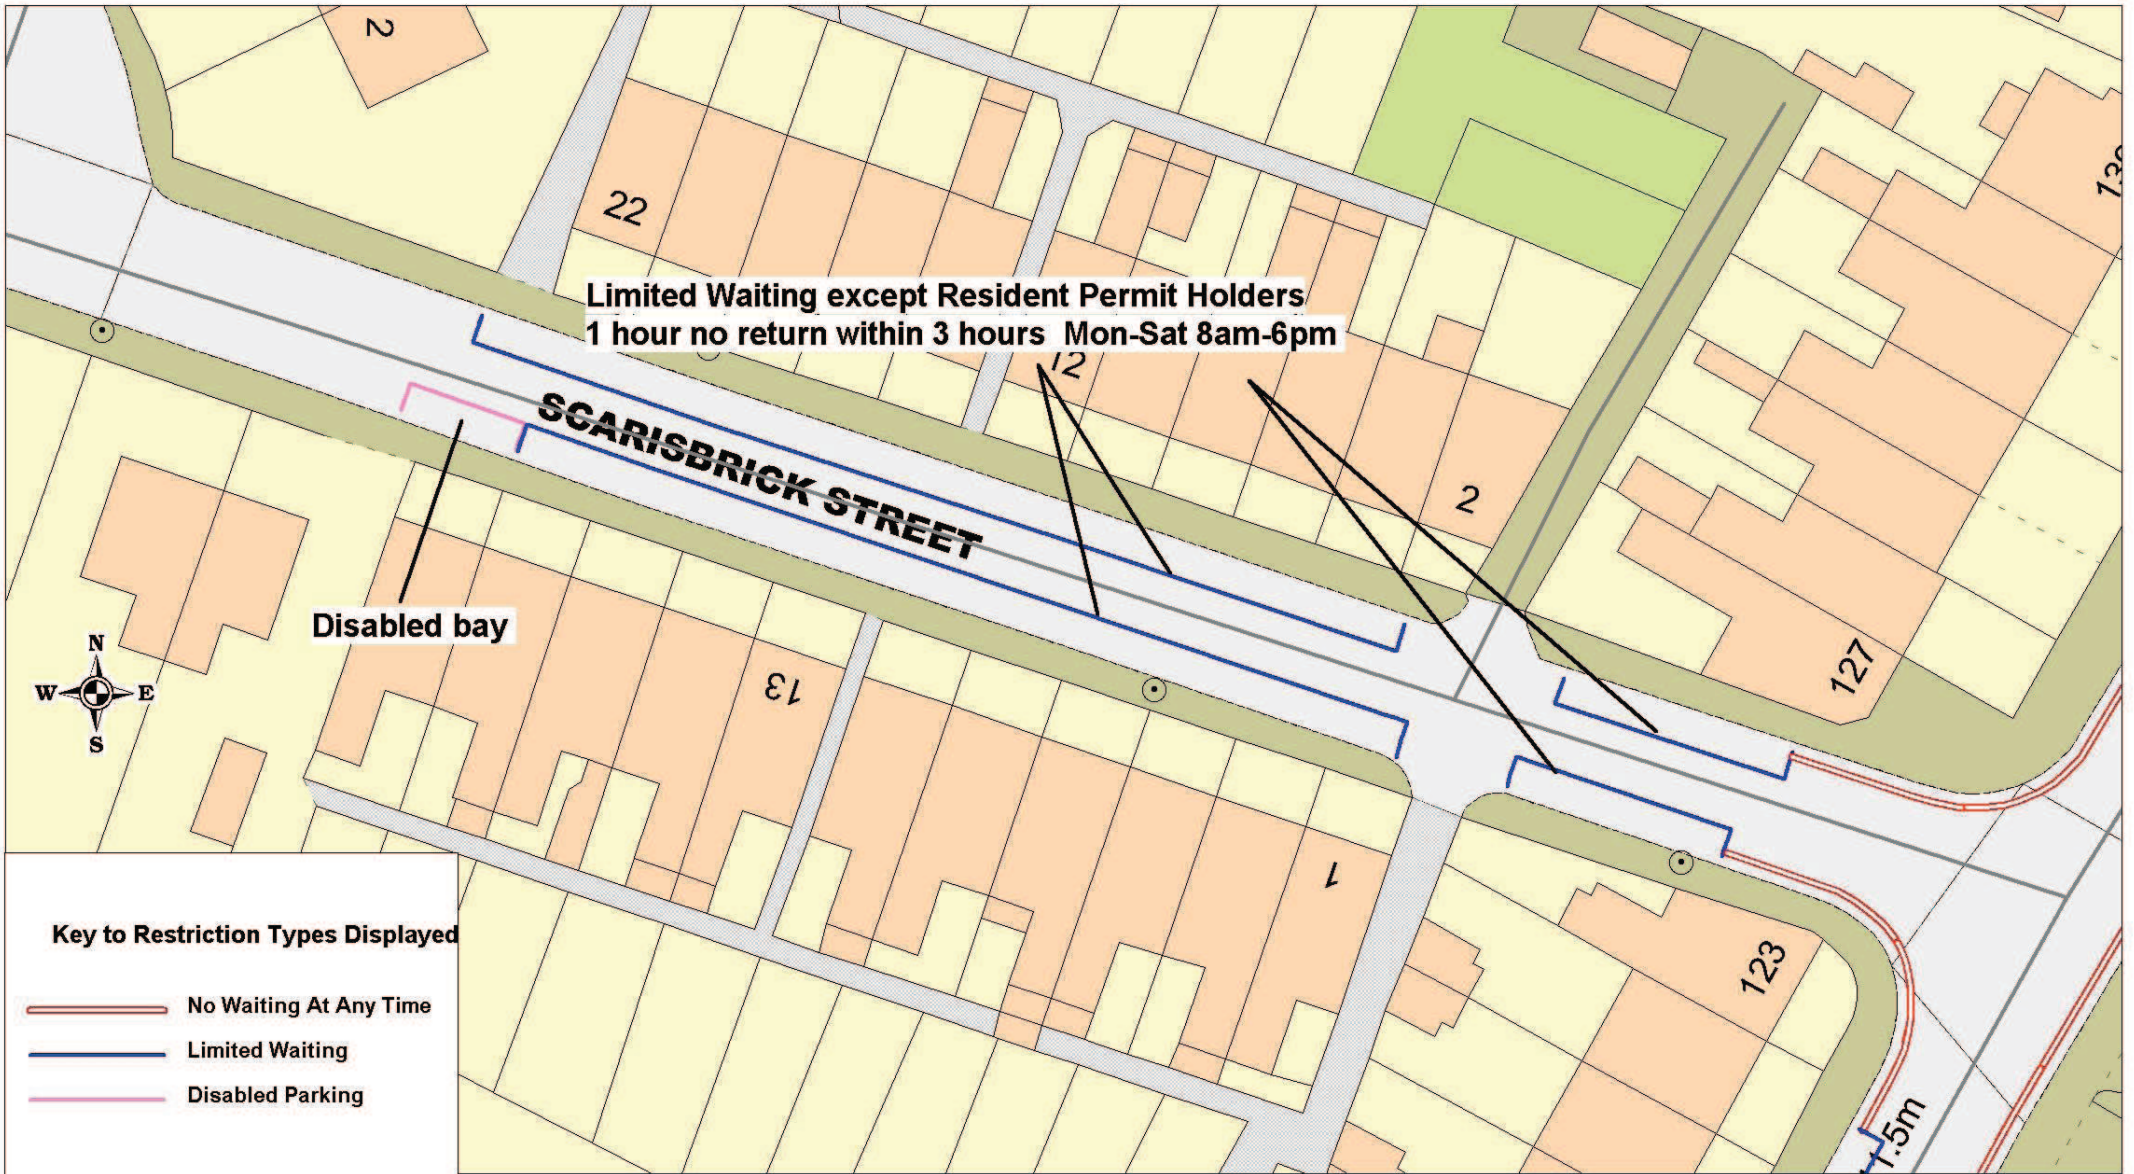 2
22
Limited Waiting except Resident Permit Holders
1 hour no return within 3 hours Mon-Sat 8am-6pm
12
SCARISBRICK STREET
2
Disabled bay
127
13
N
W E
S
1
123
Key to Restriction Types Displayed
No Waiting At Any Time
Limited Waiting
Disabled Parking